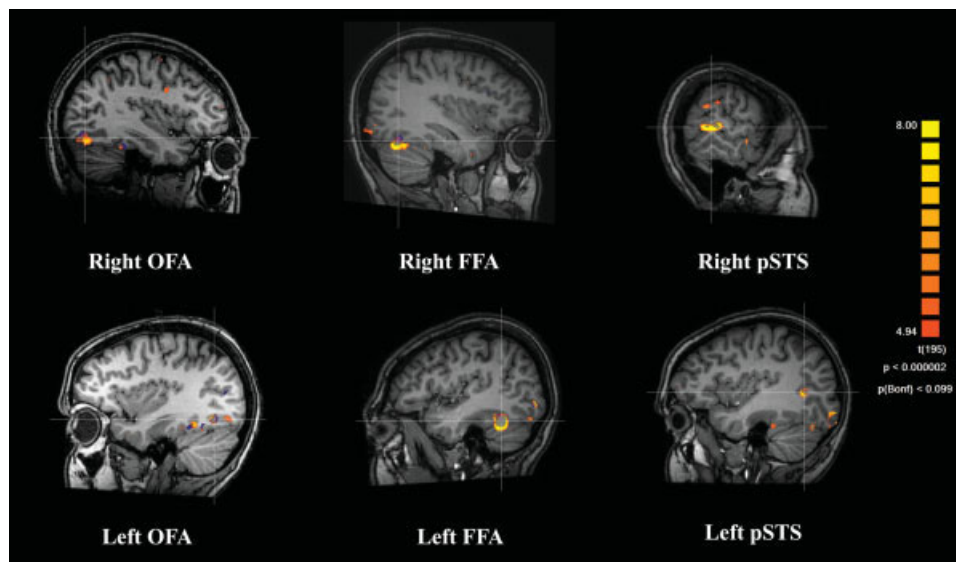 Right OFA
Right FFA
Right pSTS
8.00
4.94
t(195)
p < 0.000002
p(Bonf) < 0.099
Left OFA
Left FFA
Left pSTS